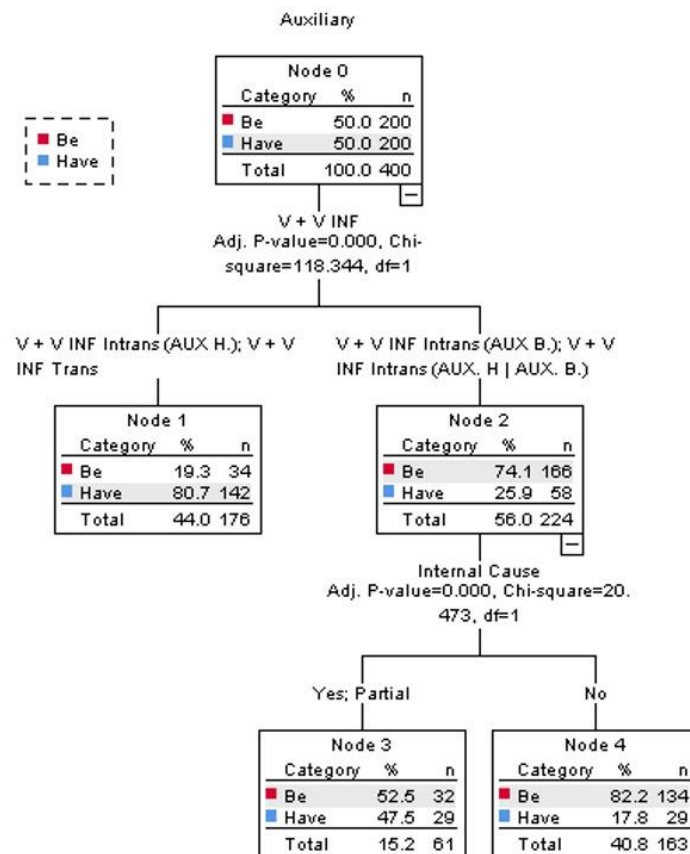 Auxiliary
Node 0
Category % n
Be 50.0 200
Have 50.0 200
Total 100.0 400
Be
Have
V + V INF
Adj. P-value=0.000, Chi-
square=118.344, df=1
V + V INF Intrans (AUX H.); V + V
INF Trans
V + V INF Intrans (AUX B.); V + V
INF Intrans (AUX. H | AUX. B.)
Node 1
Category % n
Be 19.3 34
Have 80.7 142
Total 44.0 176
Node 2
Category % n
Be 74.1 166
Have 25.9 58
Total 56.0 224
Internal Cause
Adj. P-value=0.000, Chi-square=20.
473, df=1
Yes; Partial
No
Node 3
Category % n
Be 52.5 32
Have 47.5 29
Total 15.2 61
Node 4
Category % n
Be 82.2 134
Have 17.8 29
Total 40.8 163